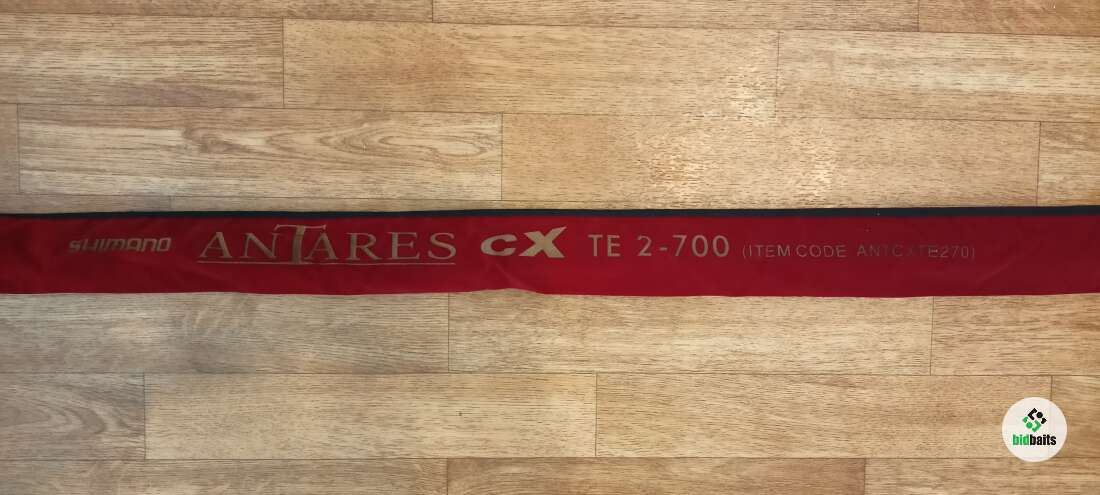 SHIMANO ANTARES CX TE 2-700 (ITEM CODE ANTCXTE270)
bidbaits